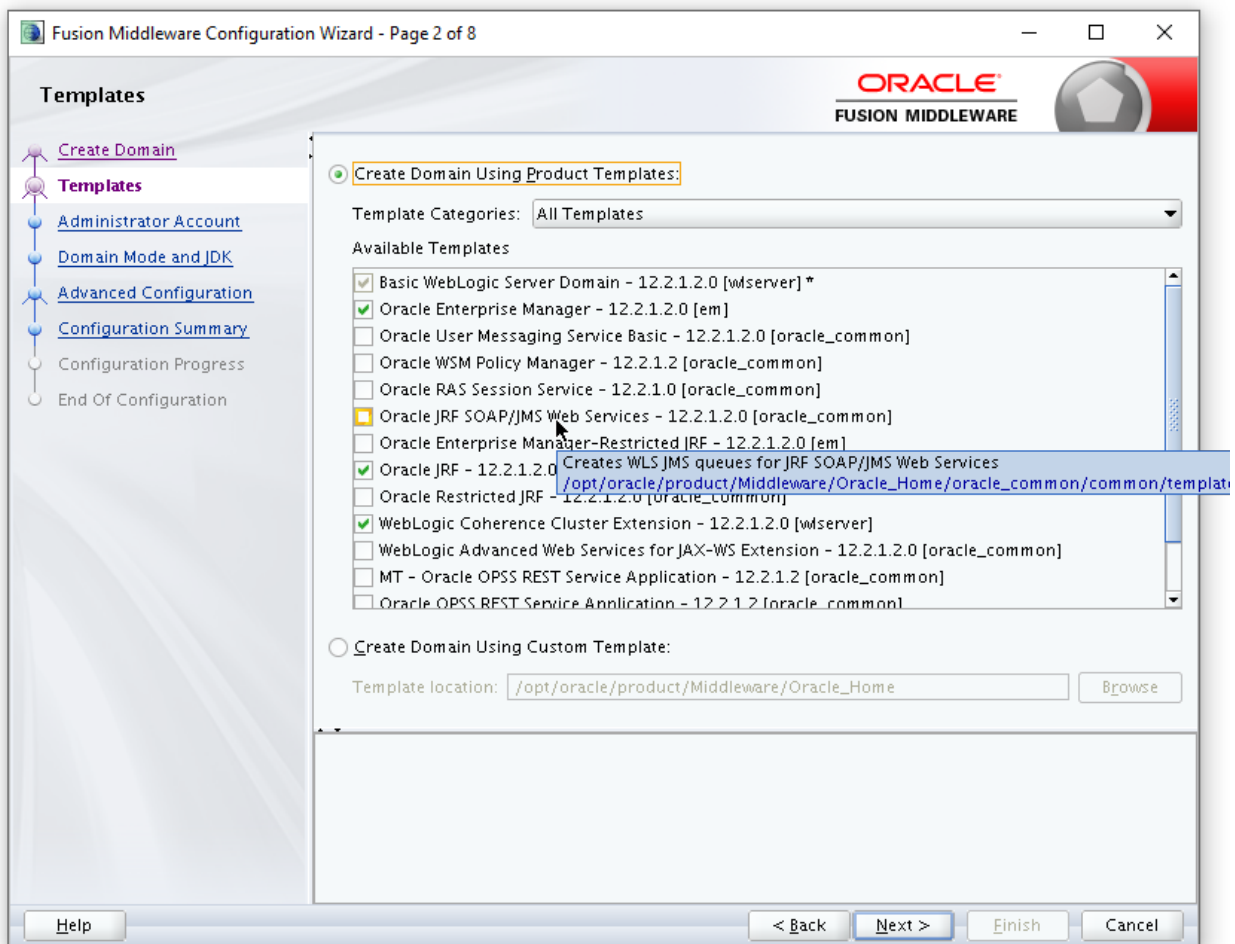 Fusion Middleware Configuration Wizard - Page 2 of 8
Templates
ORACLE
FUSION MIDDLEWARE
Create Domain
Templates
Administrator Account
Domain Mode and JDK
Advanced Configuration
Configuration Summary
Configuration Progress
End Of Configuration
Create Domain Using Product Templates:
Template Categories: All Templates
Available Templates
Basic WebLogic Server Domain - 12.2.1.2.0 [wlserver] *
Oracle Enterprise Manager - 12.2.1.2.0 [em]
Oracle User Messaging Service Basic - 12.2.1.2.0 [oracle_common]
Oracle WSM Policy Manager - 12.2.1.2 [oracle_common]
Oracle RAS Session Service - 12.2.1.0 [oracle_common]
Oracle JRF SOAP/JMS Web Services - 12.2.1.2.0 [oracle_common]
Oracle Enterprise Manager-Restricted JRF - 12.2.1.2.0 [em]
Oracle JRF - 12.2.1.2.0
Creates WLS JMS queues for JRF SOAP/JMS Web Services
/opt/oracle/product/Middleware/Oracle_Home/oracle_common/common/templat
Oracle Restricted JRF - 12.2.1.2.0 [oracle_common]
WebLogic Coherence Cluster Extension - 12.2.1.2.0 [wlserver]
WebLogic Advanced Web Services for JAX-WS Extension - 12.2.1.2.0 [oracle_common]
MT - Oracle OPSS REST Service Application - 12.2.1.2 [oracle_common]
Oracle OPSS REST Service Application - 12.2.1.2 [oracle_common]
Create Domain Using Custom Template:
Template location: /opt/oracle/product/Middleware/Oracle_Home Browse
Help < Back Next > Finish Cancel